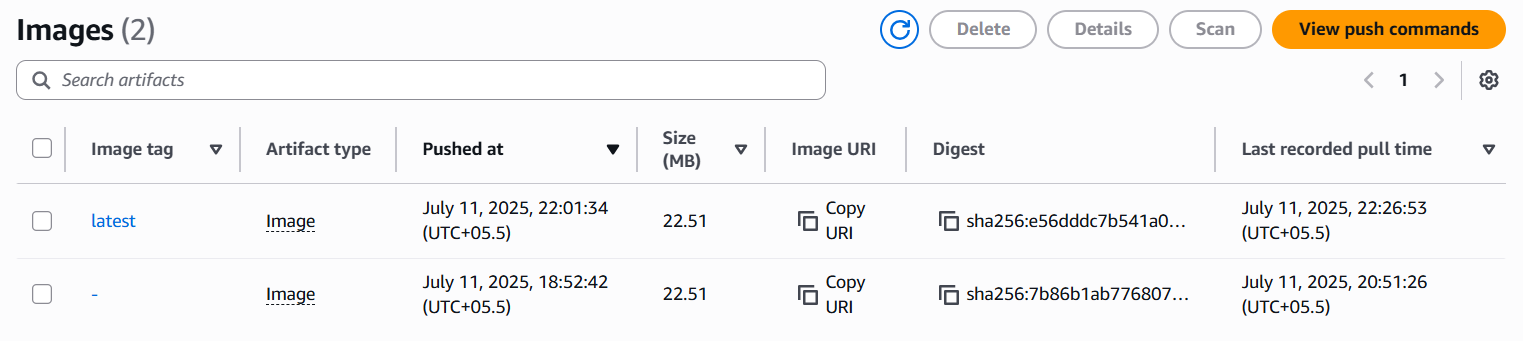 Images (2)
Delete
Details
Scan
View push commands
Search artifacts
1
Image tag
Artifact type
Pushed at
Size
(MB)
Image URI
Digest
Last recorded pull time
latest
Image
July 11, 2025, 22:01:34
(UTC+05.5)
22.51
Copy
URI
sha256:e56dddc7b541a0...
July 11, 2025, 22:26:53
(UTC+05.5)
-
Image
July 11, 2025, 18:52:42
(UTC+05.5)
22.51
Copy
URI
sha256:7b86b1ab776807...
July 11, 2025, 20:51:26
(UTC+05.5)